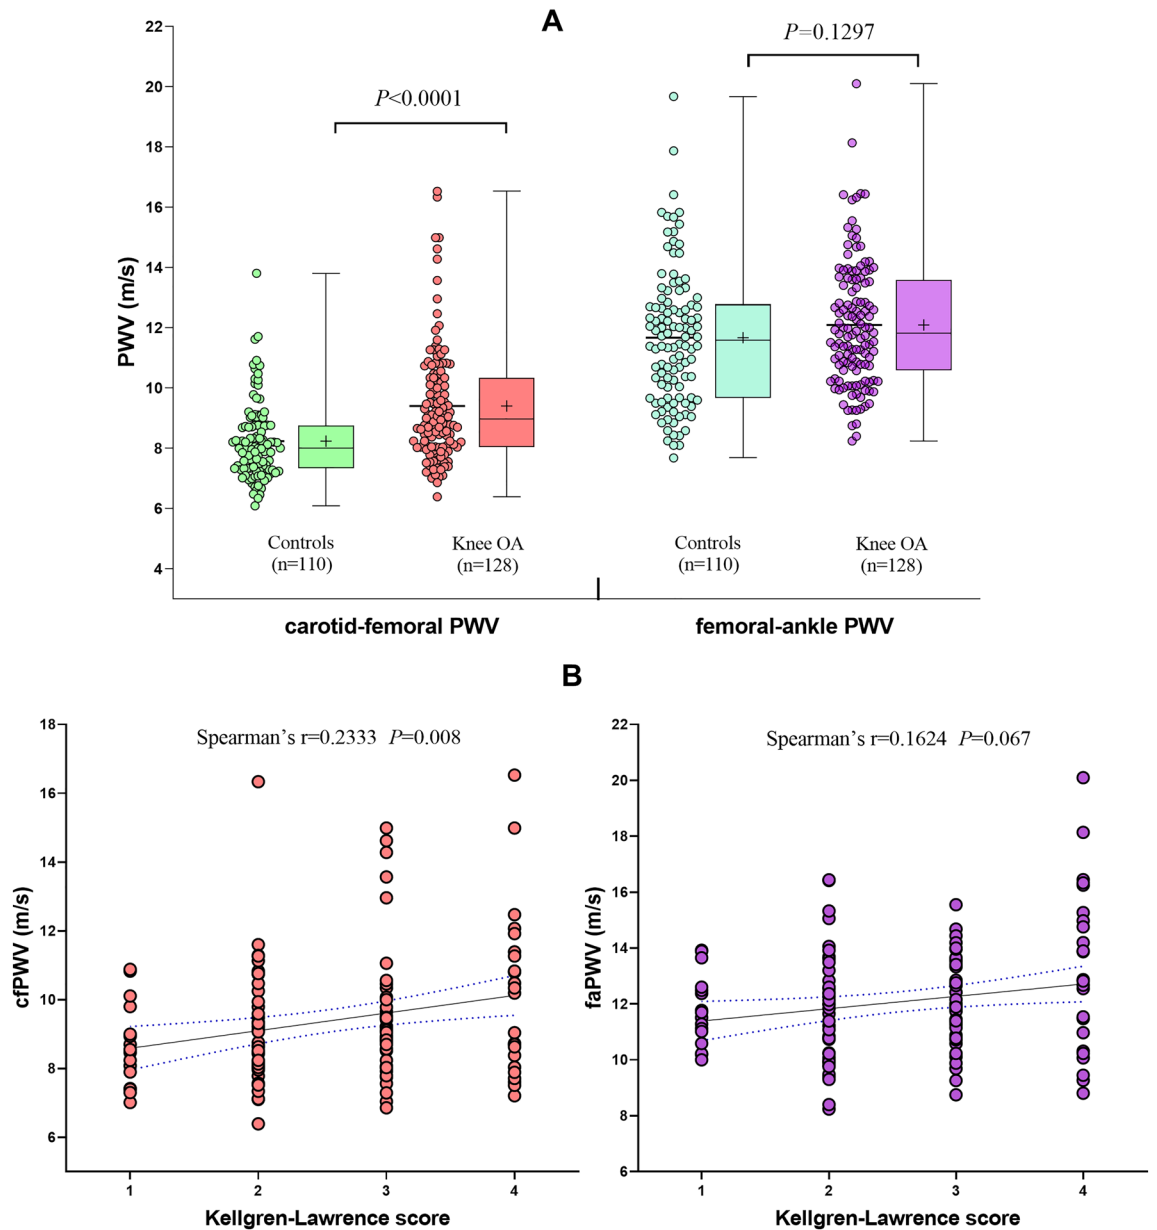 A
22
20
18
16
14
12
10
8
6
4
PWV (m/s)
P<0.0001
P=0.1297
Controls
(n=110)
Knee OA
(n=128)
Controls
(n=110)
Knee OA
(n=128)
carotid-femoral PWV
femoral-ankle PWV
B
18
16
14
12
10
8
6
cfPWV (m/s)
Spearman’s r=0.2333 P=0.008
1 2 3 4
Kellgren-Lawrence score
22
20
18
16
14
12
10
8
6
faPWV (m/s)
Spearman’s r=0.1624 P=0.067
1 2 3 4
Kellgren-Lawrence score